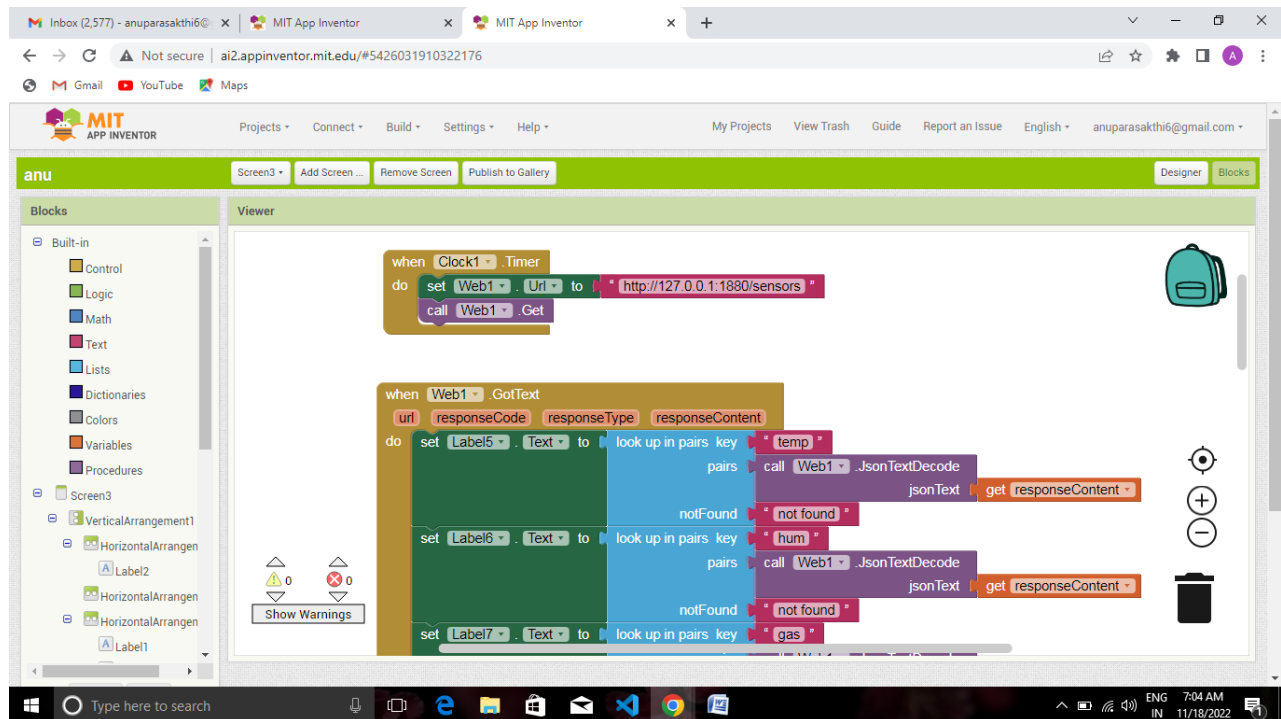 Inbox (2,577) - anuparasakthi6@g
MIT App Inventor
MIT App Inventor
Not secure | ai2.appinventor.mit.edu/#5426031910322176
A
Gmail YouTube Maps
MIT
APP INVENTOR
Projects Connect Build Settings Help My Projects View Trash Guide Report an Issue English anuparasakthi6@gmail.com
anu
Screen3 Add Screen ... Remove Screen Publish to Gallery Designer Blocks
Blocks
Viewer
Built-in
Control
Logic
Math
Text
Lists
Dictionaries
Colors
Variables
Procedures
Screen3
VerticalArrangement1
HorizontalArrangen
A Label2
HorizontalArrangen
HorizontalArrangen
A Label1
when Clock1 .Timer
do set Web1 . Url to " http://127.0.0.1:1880/sensors "
call Web1 .Get
when Web1 .GotText
url responseCode responseType responseContent
do set Label5 . Text to look up in pairs key " temp "
pairs call Web1 .JsonTextDecode
jsonText get responseContent
notFound " not found "
set Label6 . Text to look up in pairs key " hum "
pairs call Web1 .JsonTextDecode
jsonText get responseContent
notFound " not found "
set Label7 . Text to look up in pairs key " gas "
0 0
Show Warnings
Type here to search
ENG
IN
7:04 AM
11/18/2022
1